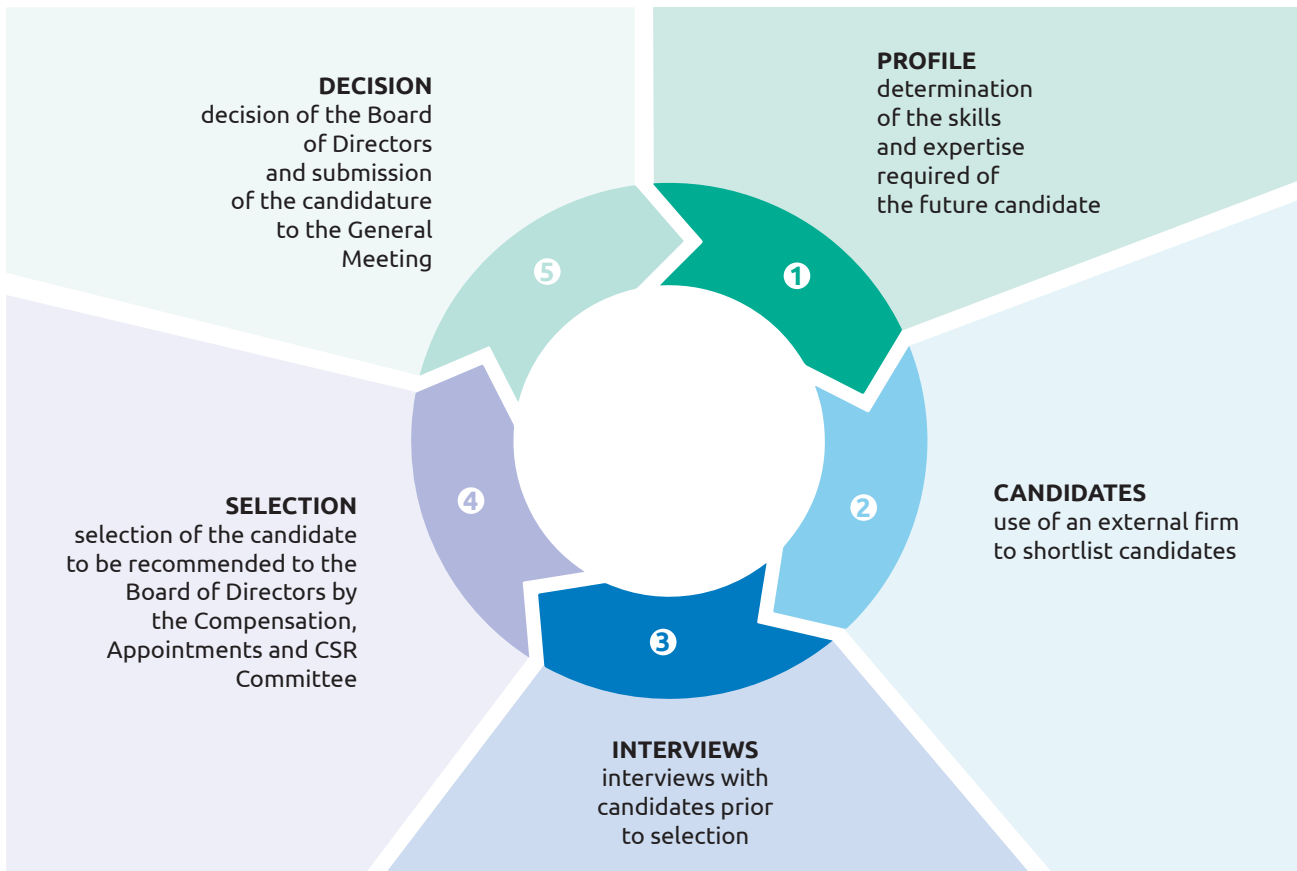 PROFILE
determination
of the skills
and expertise
required of
the future candidate
1
CANDIDATES
use of an external firm
to shortlist candidates
2
INTERVIEWS
interviews with
candidates prior
to selection
3
SELECTION
selection of the candidate
to be recommended to the
Board of Directors by
the Compensation,
Appointments and CSR
Committee
4
DECISION
decision of the Board
of Directors
and submission
of the candidature
to the General
Meeting
5